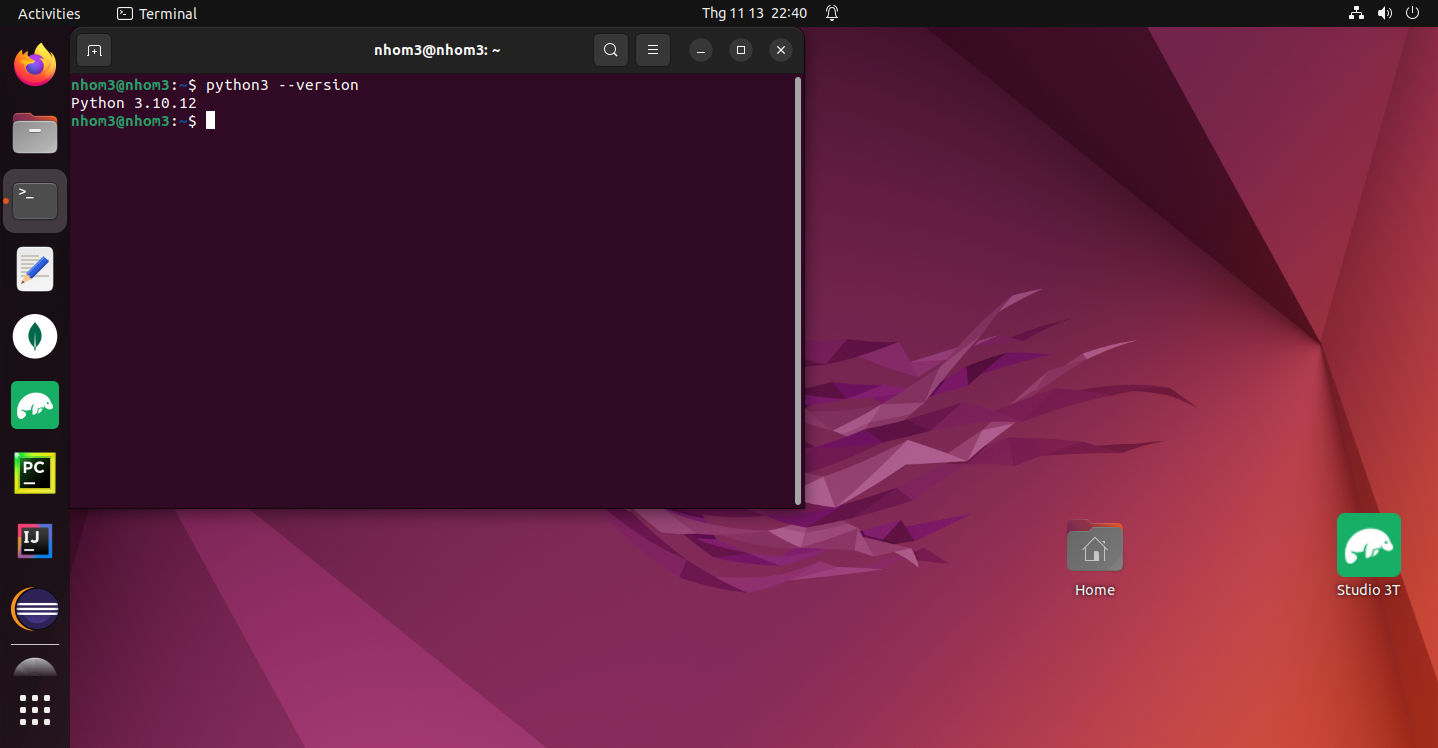 Activities
Terminal
Thg 11 13 22:40
nhom3@nhom3: ~
nhom3@nhom3:~$ python3 --version
Python 3.10.12
nhom3@nhom3:~$
>_
PC
IJ
Home
Studio 3T